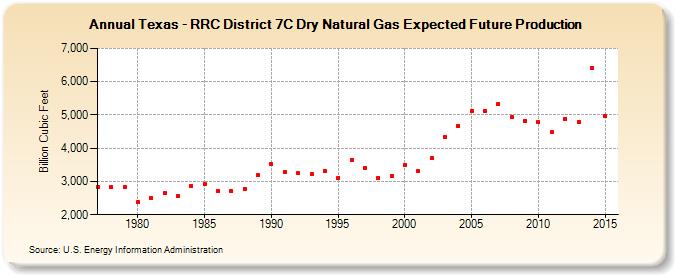 Annual Texas - RRC District 7C Dry Natural Gas Expected Future Production
Billion Cubic Feet
7,000
6,000
5,000
4,000
3,000
2,000
1980 1985 1990 1995 2000 2005 2010 2015
Source: U.S. Energy Information Administration